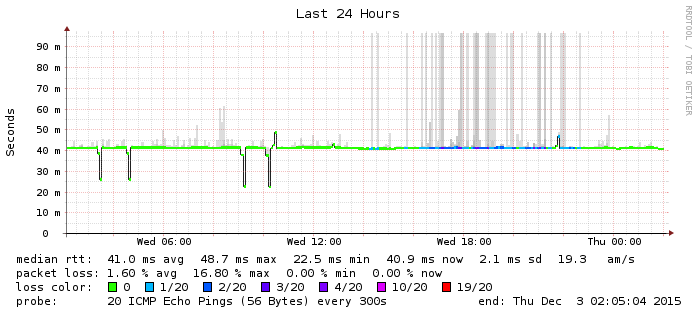 Last 24 Hours
RRDTOOL / TOBI OETIKER
Seconds
90 m
80 m
70 m
60 m
50 m
40 m
30 m
20 m
10 m
0
Wed 06:00 Wed 12:00 Wed 18:00 Thu 00:00
median rtt: 41.0 ms avg 48.7 ms max 22.5 ms min 40.9 ms now 2.1 ms sd 19.3 am/s
packet loss: 1.60 % avg 16.80 % max 0.00 % min 0.00 % now
loss color: 0 1/20 2/20 3/20 4/20 10/20 19/20
probe: 20 ICMP Echo Pings (56 Bytes) every 300s end: Thu Dec 3 02:05:04 2015